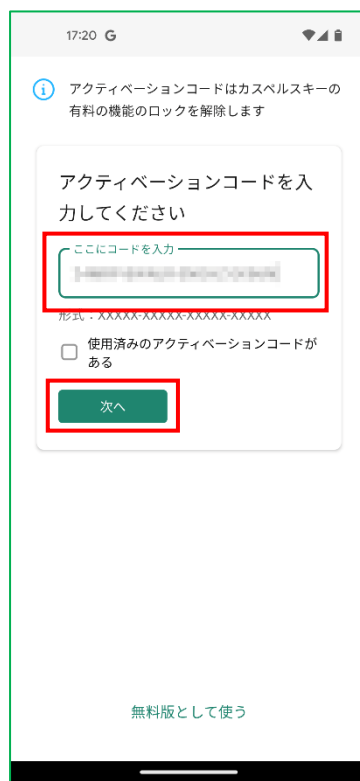 17:20 G
アクティベーションコードはカスペルスキーの
有料の機能のロックを解除します
アクティベーションコードを入
力してください
ここにコードを入力
形式：XXXXX-XXXXX-XXXXX-XXXXX
使用済みのアクティベーションコードが
ある
次へ
無料版として使う